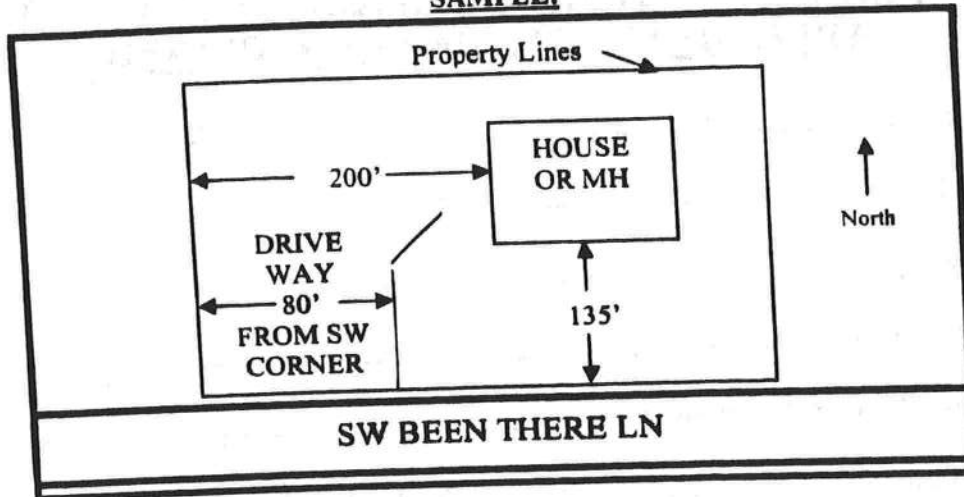 SAMPLE:
Property Lines
HOUSE
OR MH
200'
North
DRIVE
WAY
80'
FROM SW
CORNER
135'
SW BEEN THERE LN